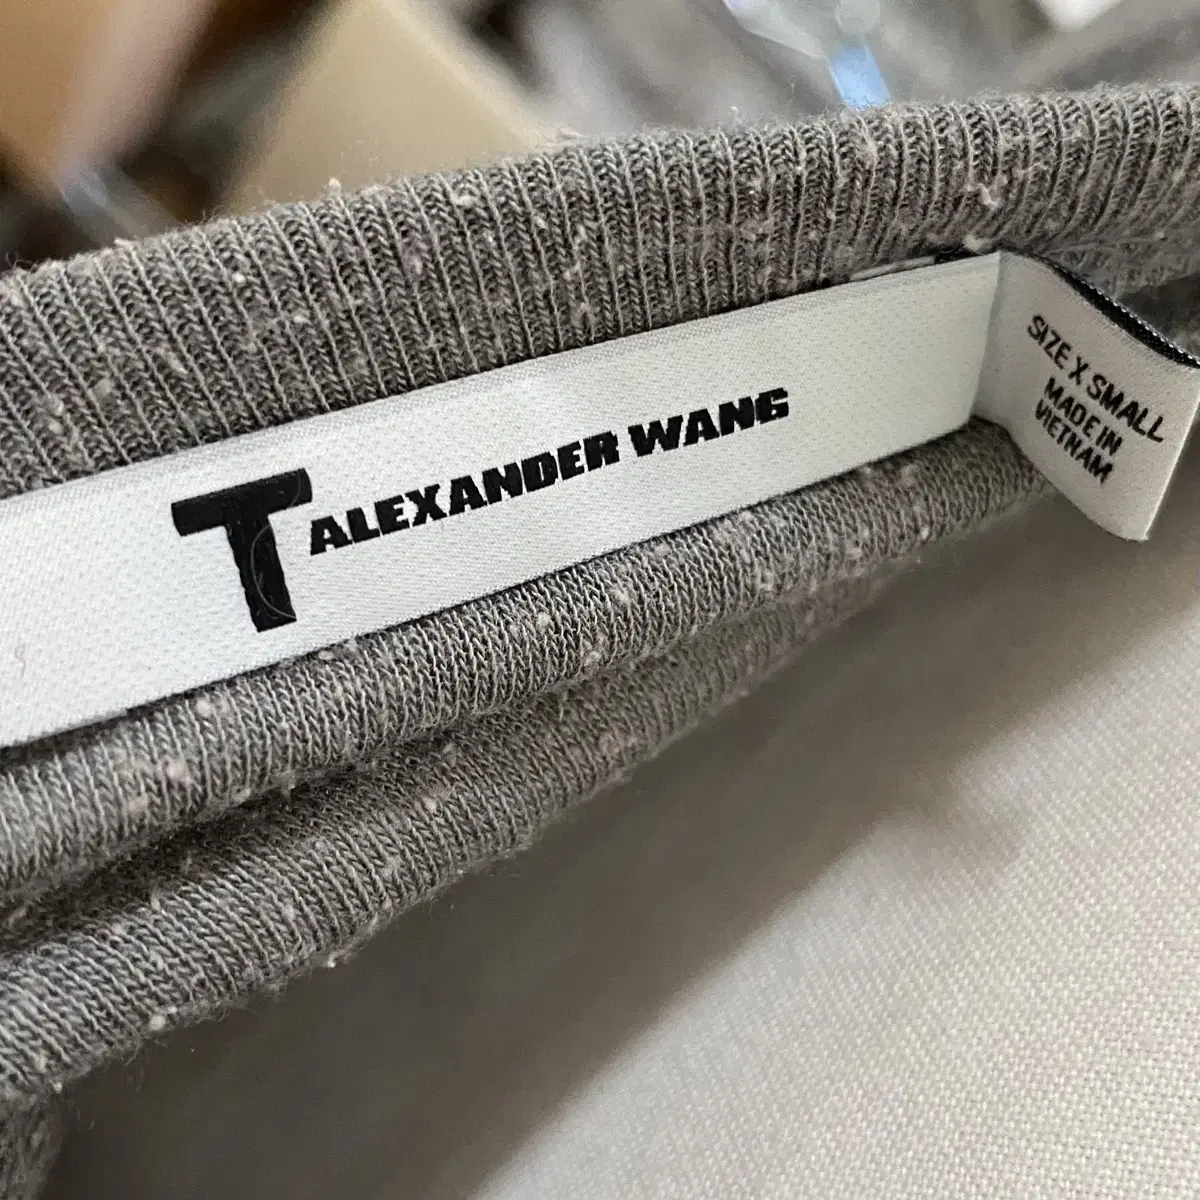 T ALEXANDER WANG
SIZE X SMALL
MADE IN
VIETNAM